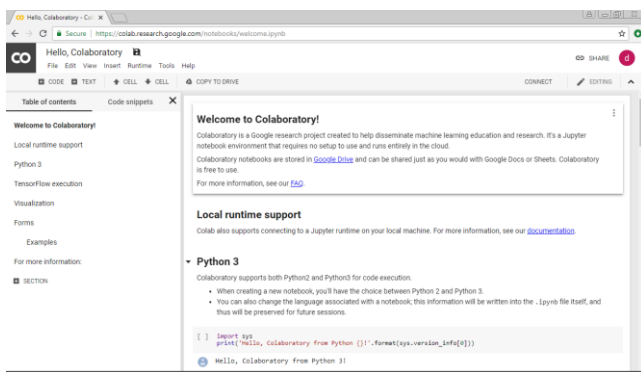 Hello, Colaboratory - Col
Secure https://colab.research.google.com/notebooks/welcome.ipynb
CO
Hello, Colaboratory
File Edit View Insert Runtime Tools Help
SHARE
d
CODE TEXT CELL CELL COPY TO DRIVE
CONNECT
EDITING
Table of contents Code snippets
Welcome to Colaboratory!
Local runtime support
Python 3
TensorFlow execution
Visualization
Forms
Examples
For more information:
SECTION
Welcome to Colaboratory!
Colaboratory is a Google research project created to help disseminate machine learning education and research. It's a Jupyter
notebook environment that requires no setup to use and runs entirely in the cloud.
Colaboratory notebooks are stored in Google Drive and can be shared just as you would with Google Docs or Sheets. Colaboratory
is free to use.
For more information, see our FAQ.
Local runtime support
Colab also supports connecting to a Jupyter runtime on your local machine. For more information, see our documentation.
Python 3
Colaboratory supports both Python2 and Python3 for code execution.
• When creating a new notebook, you'll have the choice between Python 2 and Python 3.
• You can also change the language associated with a notebook; this information will be written into the .ipynb file itself, and
thus will be preserved for future sessions.
[ ] import sys
print('Hello, Colaboratory from Python {}!'.format(sys.version_info[0]))
Hello, Colaboratory from Python 3!